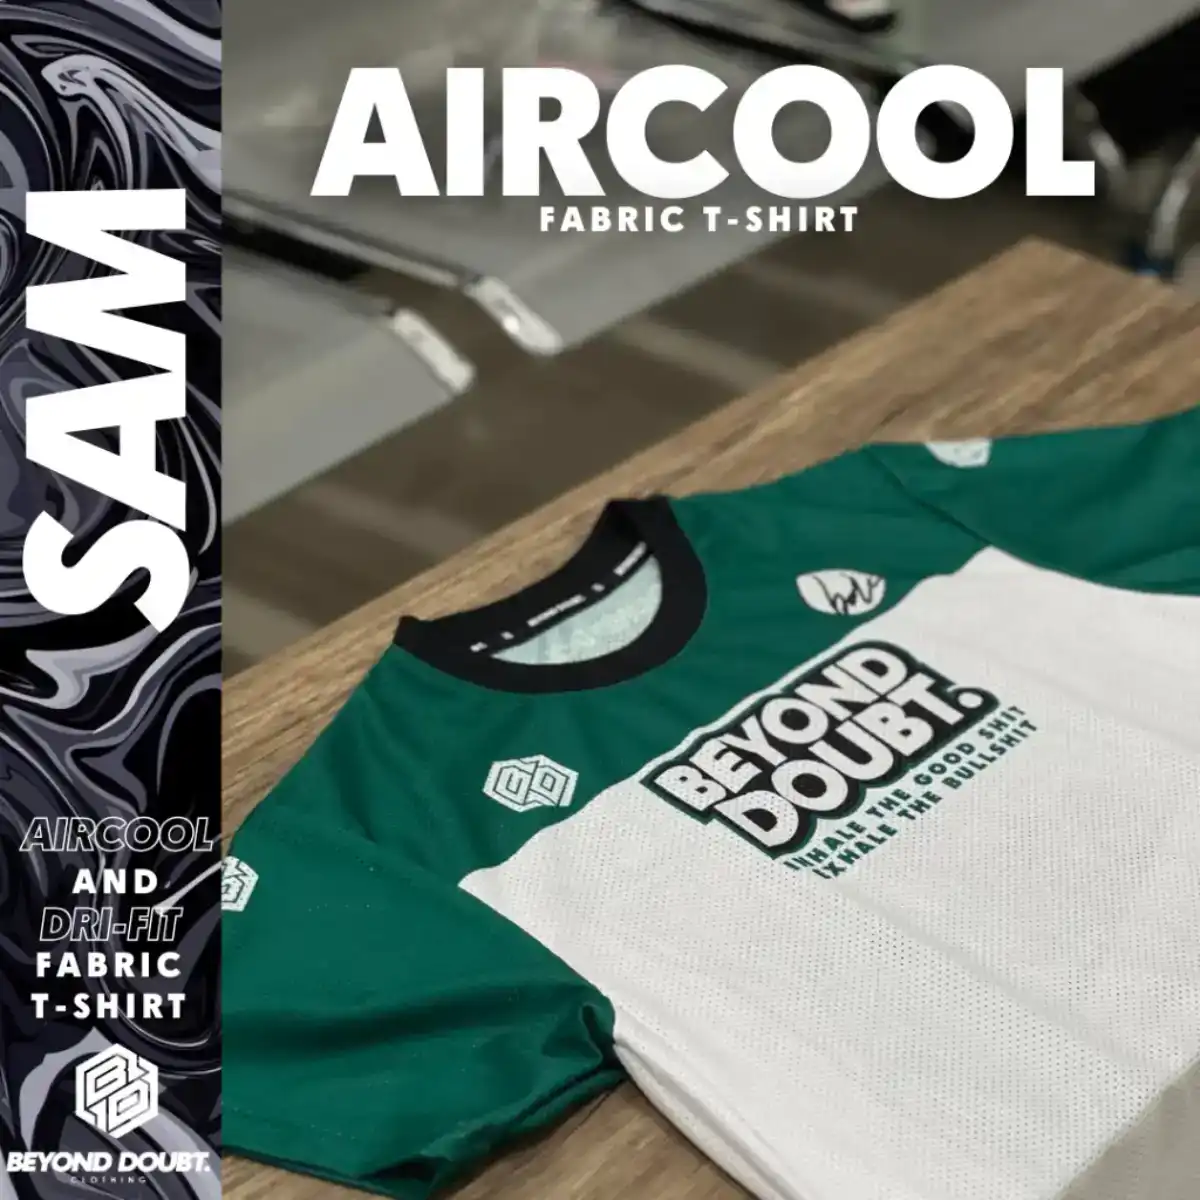 AIRCOOL
FABRIC T-SHIRT
SAM
AIRCOOL
AND
DRI-FIT
FABRIC
T-SHIRT
BEYOND DOUBT.
CLOTHING
BEYOND
DOUBT.
INHALE THE GOOD SHIT
EXHALE THE BULLSHIT